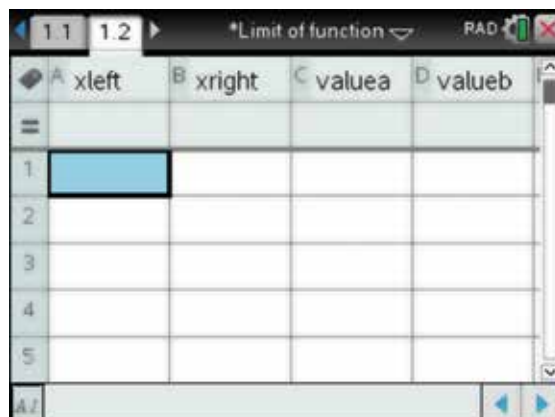 1.1 1.2 *Limit of function RAD
A xleft B xright C valuea D valueb
=
1
2
3
4
5
A1